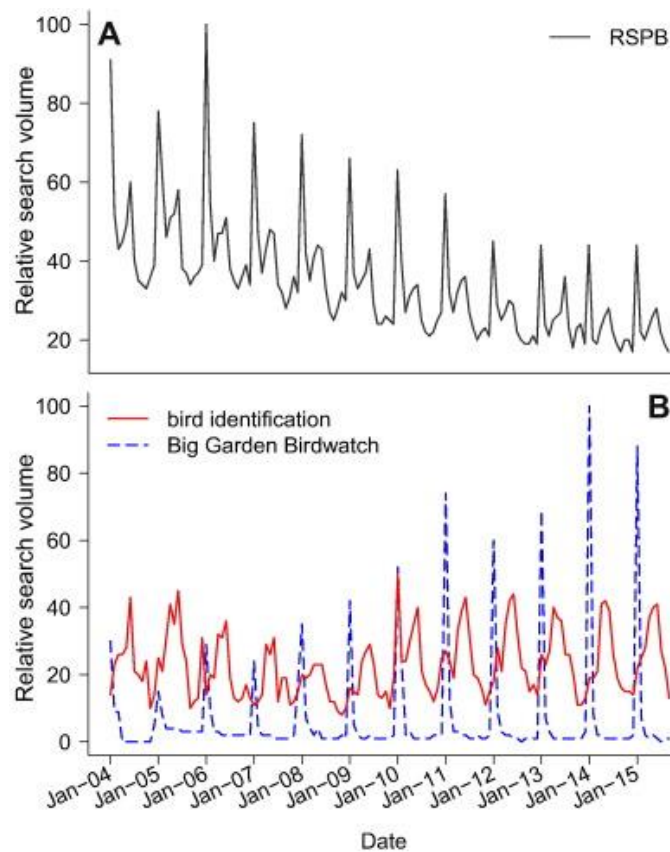 A
RSPB
100
80
60
40
20
Relative search volume
B
bird identification
Big Garden Birdwatch
100
80
60
40
20
0
Relative search volume
Jan−04
Jan−05
Jan−06
Jan−07
Jan−08
Jan−09
Jan−10
Jan−11
Jan−12
Jan−13
Jan−14
Jan−15
Date